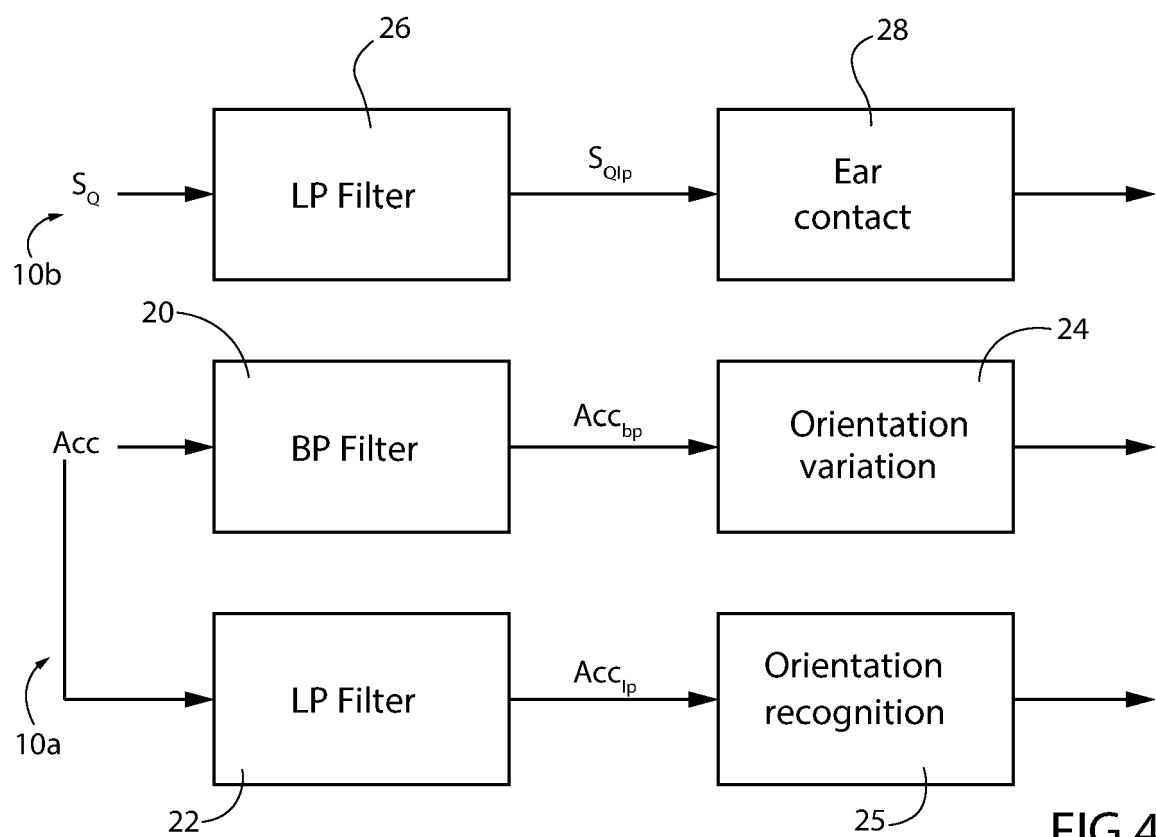 26
28
S_Q
LP Filter
S_Qlp
Ear
contact
10b
20
24
Acc
BP Filter
Acc_bp
Orientation
variation
LP Filter
Acc_lp
Orientation
recognition
10a
22
25
FIG.4